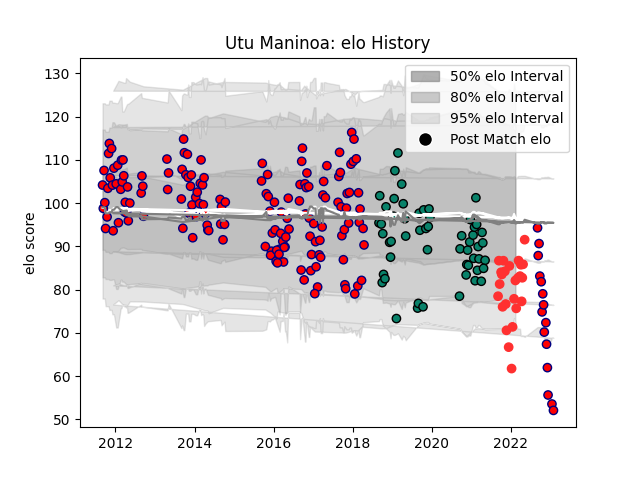 Utu Maninoa: elo History
50% elo Interval
80% elo Interval
95% elo Interval
Post Match elo
elo score
130
120
110
100
90
80
70
60
50
2012
2014
2016
2018
2020
2022